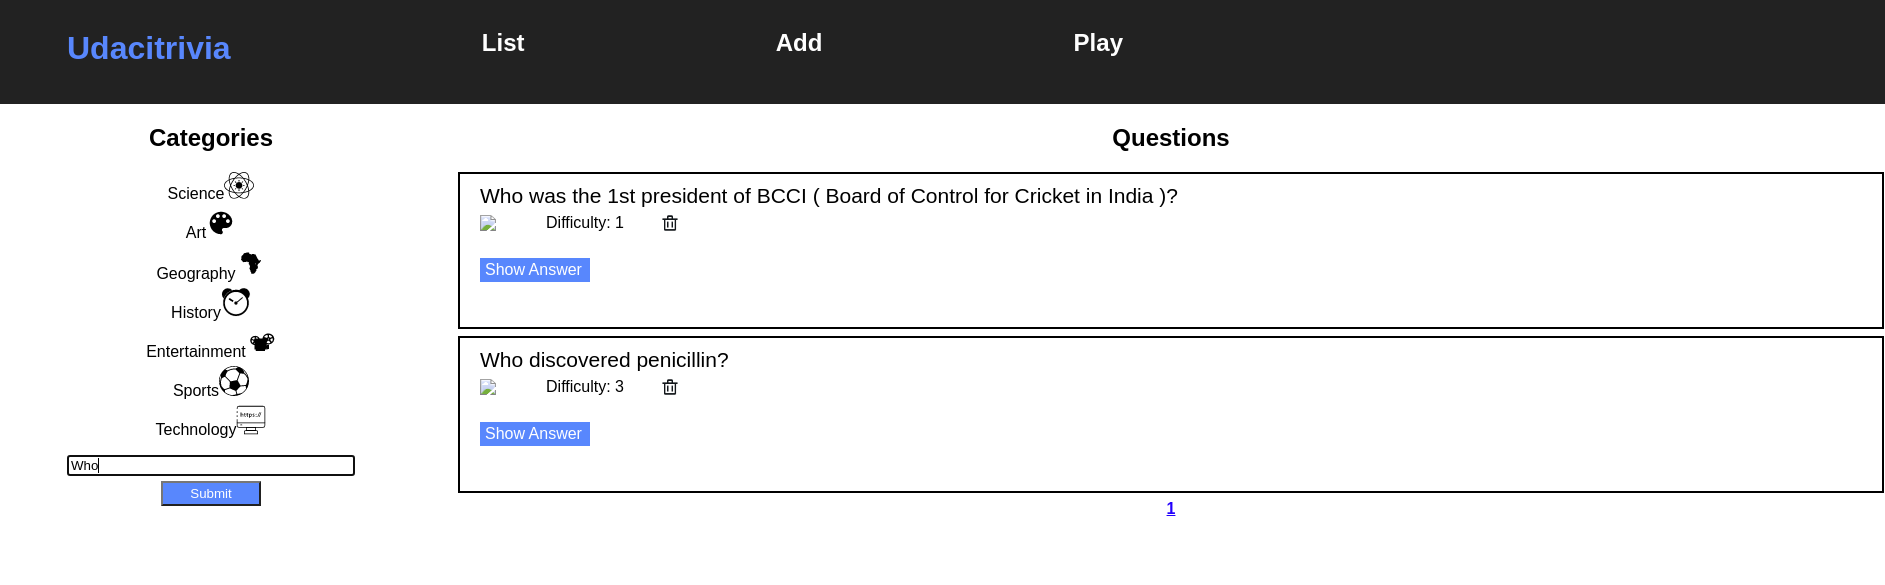 Udacitrivia
List
Add
Play
Categories
Science
Art
Geography
History
Entertainment
Sports
https://
Technology
Who
Submit
Questions
Who was the 1st president of BCCI ( Board of Control for Cricket in India )?
Difficulty: 1
Show Answer
Who discovered penicillin?
Difficulty: 3
Show Answer
1